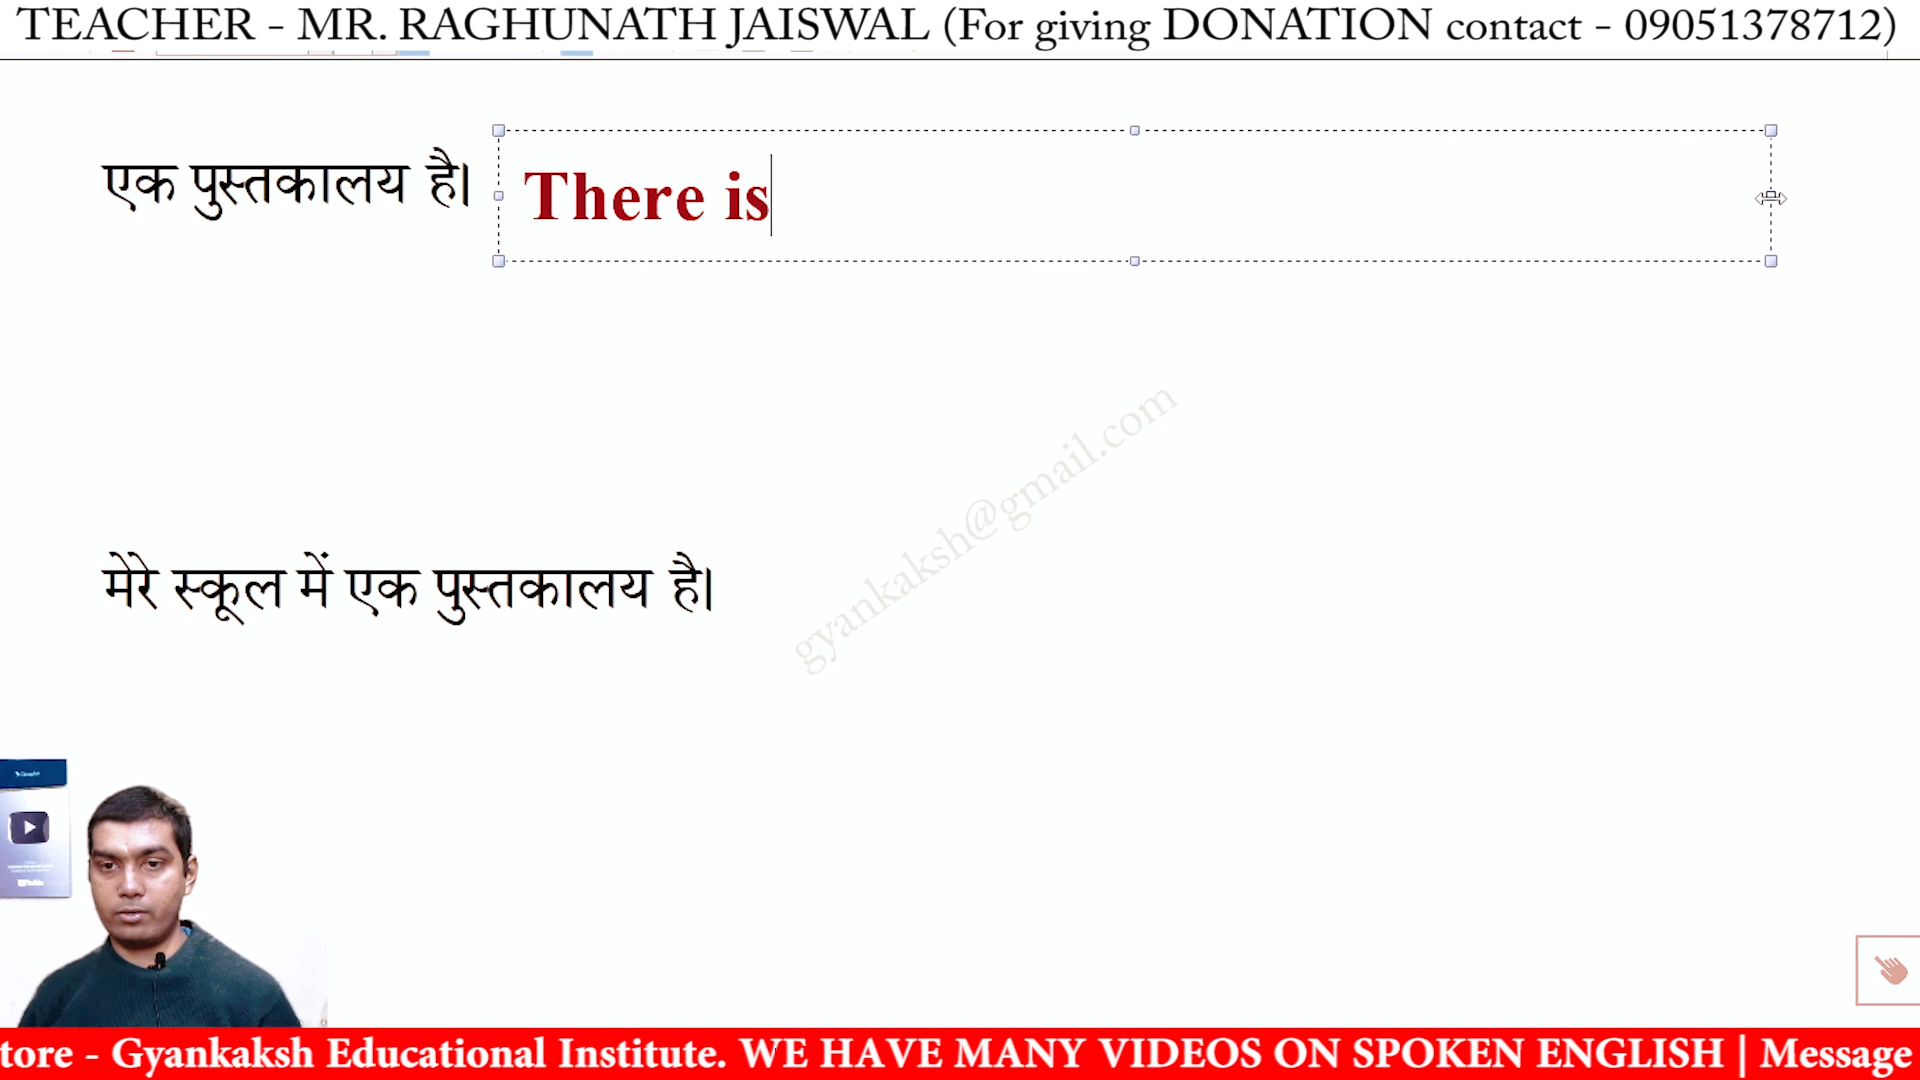 TEACHER - MR. RAGHUNATH JAISWAL (For giving DONATION contact - 09051378712)
एक पुस्तकालय है।
There is
gyankaksh@gmail.com
मेरे स्कूल में एक पुस्तकालय है।
tore - Gyankaksh Educational Institute. WE HAVE MANY VIDEOS ON SPOKEN ENGLISH | Message